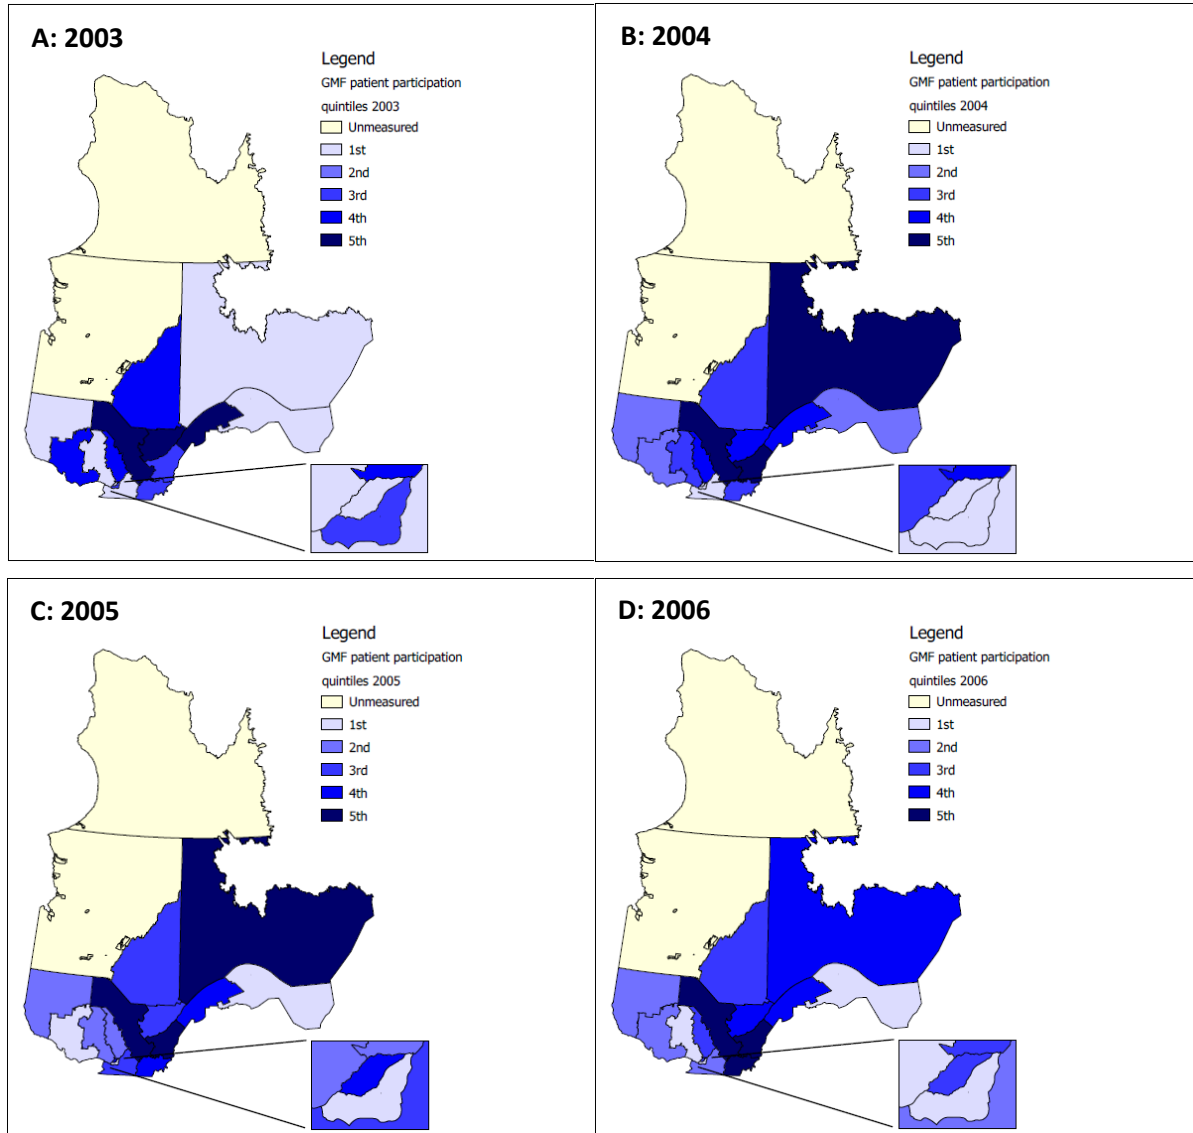 A: 2003
Legend
GMF patient participation
quintiles 2003
Unmeasured
1st
2nd
3rd
4th
5th
B: 2004
Legend
GMF patient participation
quintiles 2004
Unmeasured
1st
2nd
3rd
4th
5th
C: 2005
Legend
GMF patient participation
quintiles 2005
Unmeasured
1st
2nd
3rd
4th
5th
D: 2006
Legend
GMF patient participation
quintiles 2006
Unmeasured
1st
2nd
3rd
4th
5th